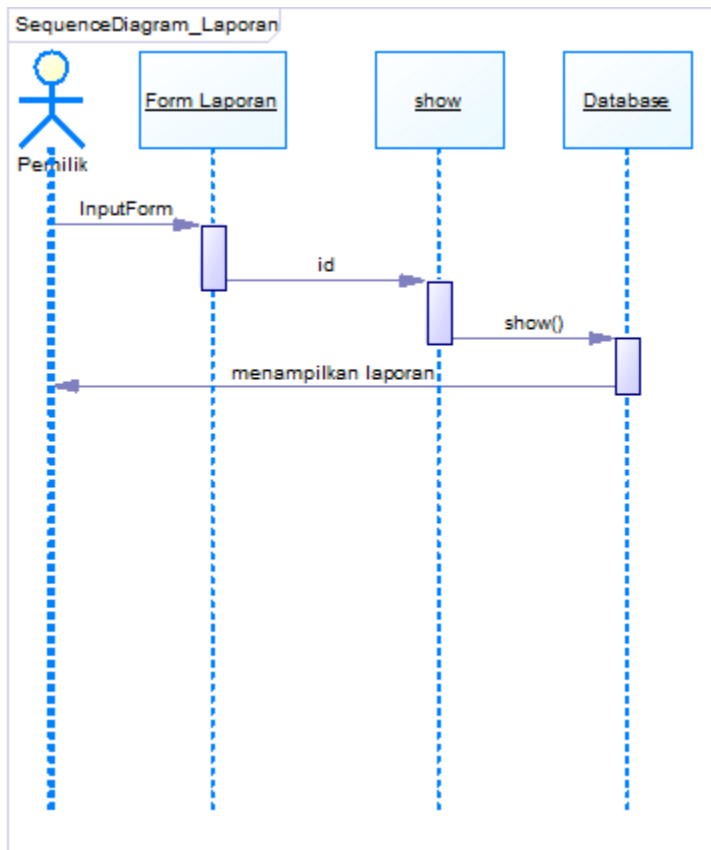 SequenceDiagram_Laporan
Form Laporan
show
Database
Pemilik
InputForm
id
show()
menampilkan laporan